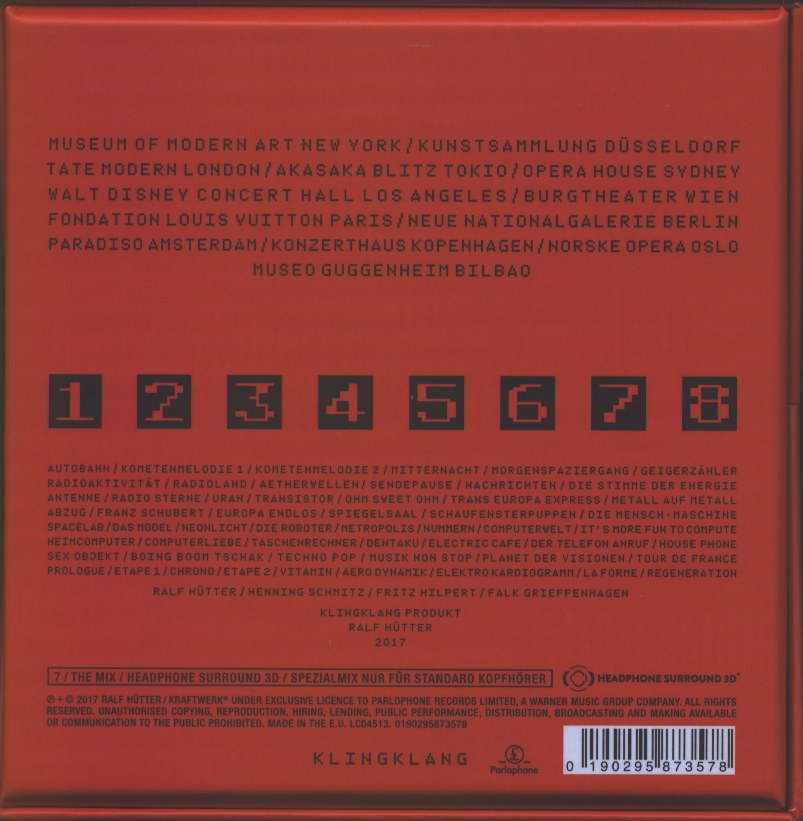 MUSEUM OF MODERN ART NEW YORK/KUNSTSAMMLUNG DÜSSELDORF
TATE MODERN LONDON/AKASAKA BLITZ TOKIO/OPERA HOUSE SYDNEY
WALT DISNEY CONCERT HALL LOS ANGELES/BURGTHEATER WIEN
FONDATION LOUIS VUITTON PARIS/NEUE NATIONALGALERIE BERLIN
PARADISO AMSTERDAM/KONZERTHAUS KOPENHAGEN/NORSKE OPERA OSLO
MUSEO GUGGENHEIM BILBAO
1 2 3 4 5 6 7 8
AUTOBAHN/KOMETENMELODIE 1/KOMETENMELODIE 2/MITTERNACHT/MORGENSPAZIERGANG/GEIGERZÄHLER
RADIOAKTIVITÄT/RADIOLAND/AETHERWELLEN/SENDEPAUSE/NACHRICHTEN/DIE STIMME DER ENERGIE
ANTENNE/RADIO STERNE/URAN/TRANSISTOR/OHM SWEET OHM/TRANS EUROPA EXPRESS/METALL AUF METALL
ABZUG/FRANZ SCHUBERT/EUROPA ENDLOS/SPIEGELSAAL/SCHAUFENSTERPUPPEN/DIE MENSCH·MASCHINE
SPACELAB/DAS MODEL/NEONLICHT/DIE ROBOTER/METROPOLIS/NUMMERN/COMPUTERWELT/IT'S MORE FUN TO COMPUTE
HEIMCOMPUTER/COMPUTERLIEBE/TASCHENRECHNER/DENTAKU/ELECTRIC CAFE/DER TELEFON ANRUF/HOUSE PHONE
SEX OBJEKT/BOING BOOM TSCHAK/TECHNO POP/MUSIK NON STOP/PLANET DER VISIONEN/TOUR DE FRANCE
PROLOGUE/ETAPE 1/CHRONO/ETAPE 2/VITAMIN/AERO DYNAMIK/ELEKTRO KARDIOGRAMM/LA FORME/REGENERATION
RALF HÜTTER/HENNING SCHMITZ/FRITZ HILPERT/FALK GRIEFFENHAGEN
KLINGKLANG PRODUKT
RALF HÜTTER
2017
7 / THE MIX / HEADPHONE SURROUND 3D / SPEZIALMIX NUR FÜR STANDARD KOPFHÖRER HEADPHONE SURROUND 3D®
℗ + © 2017 RALF HÜTTER / KRAFTWERK® UNDER EXCLUSIVE LICENCE TO PARLOPHONE RECORDS LIMITED, A WARNER MUSIC GROUP COMPANY. ALL RIGHTS
RESERVED. UNAUTHORISED COPYING, REPRODUCTION, HIRING, LENDING, PUBLIC PERFORMANCE, DISTRIBUTION, BROADCASTING AND MAKING AVAILABLE
OR COMMUNICATION TO THE PUBLIC PROHIBITED. MADE IN THE E.U. LC04513. 0190295873578
KLINGKLANG Parlophone
0 190295 873578